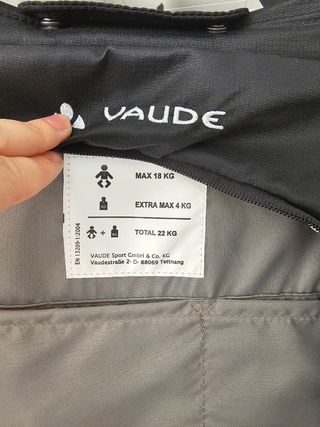 VAUDE
MAX 18 KG
EXTRA MAX 4 KG
TOTAL 22 KG
VAUDE Sport GmbH & Co. KG
Vaudestraße 2· D- 88069 Tettnang
EN 13209-1:2004